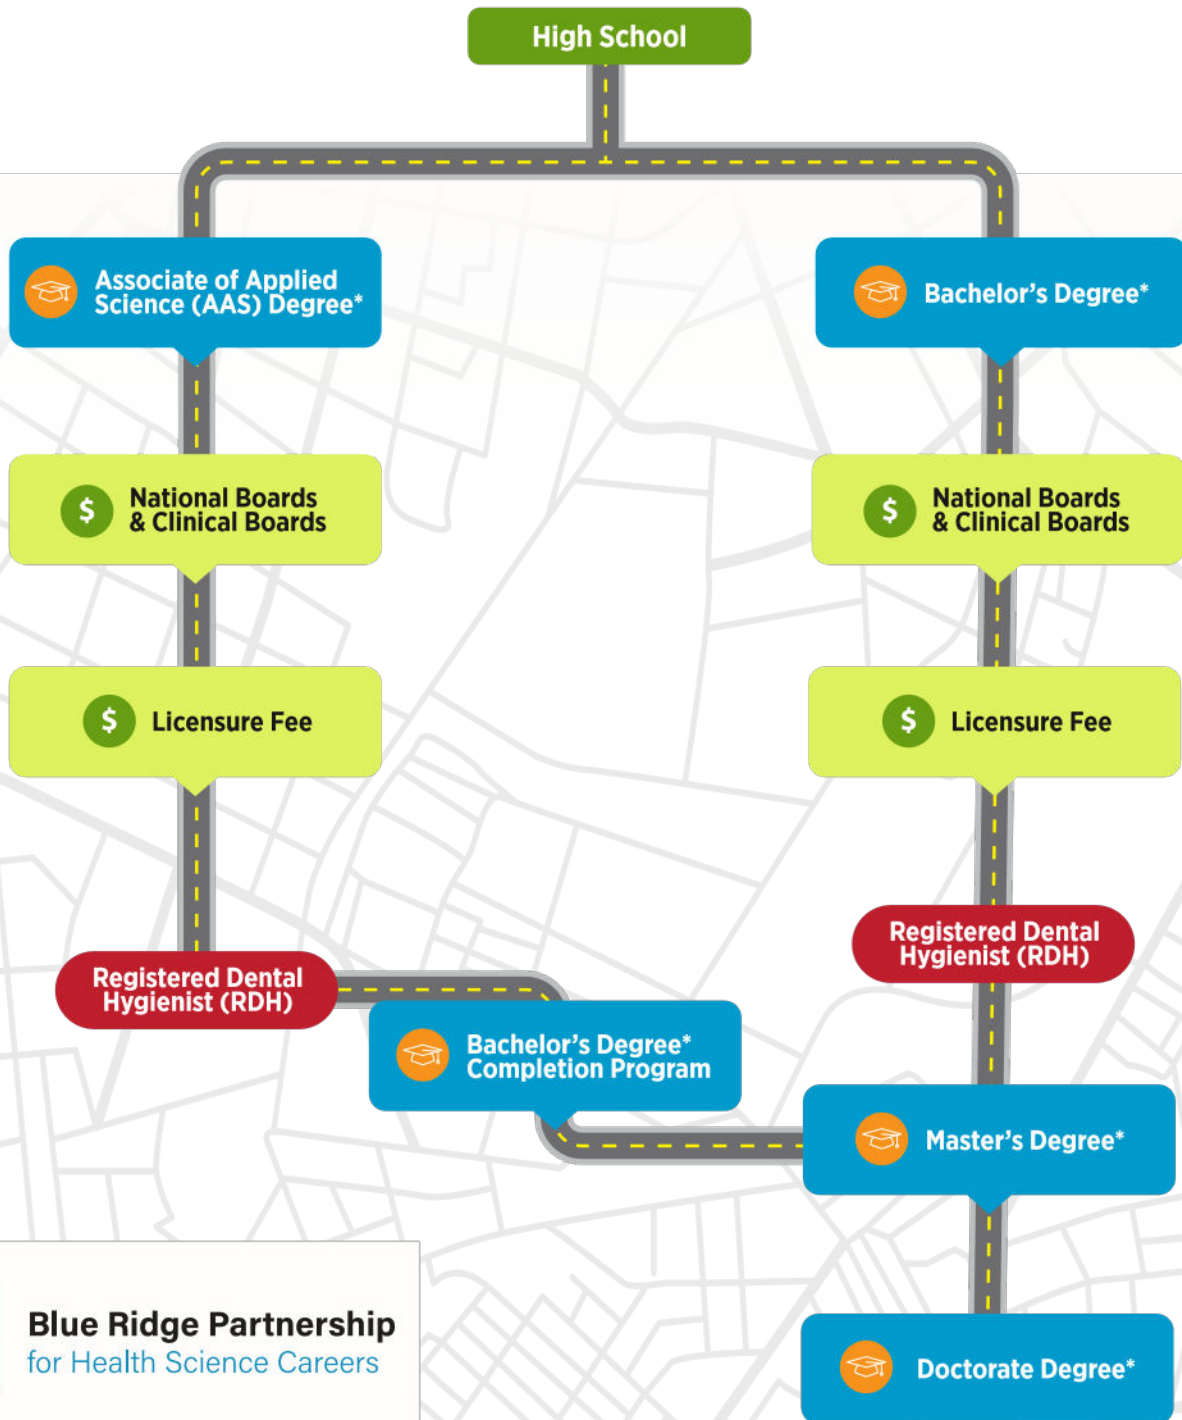 High School
Associate of Applied
Science (AAS) Degree*
Bachelor's Degree*
$
National Boards
& Clinical Boards
$
National Boards
& Clinical Boards
$
Licensure Fee
$
Licensure Fee
Registered Dental
Hygienist (RDH)
Registered Dental
Hygienist (RDH)
Bachelor's Degree*
Completion Program
Master's Degree*
Doctorate Degree*
Blue Ridge Partnership
for Health Science Careers